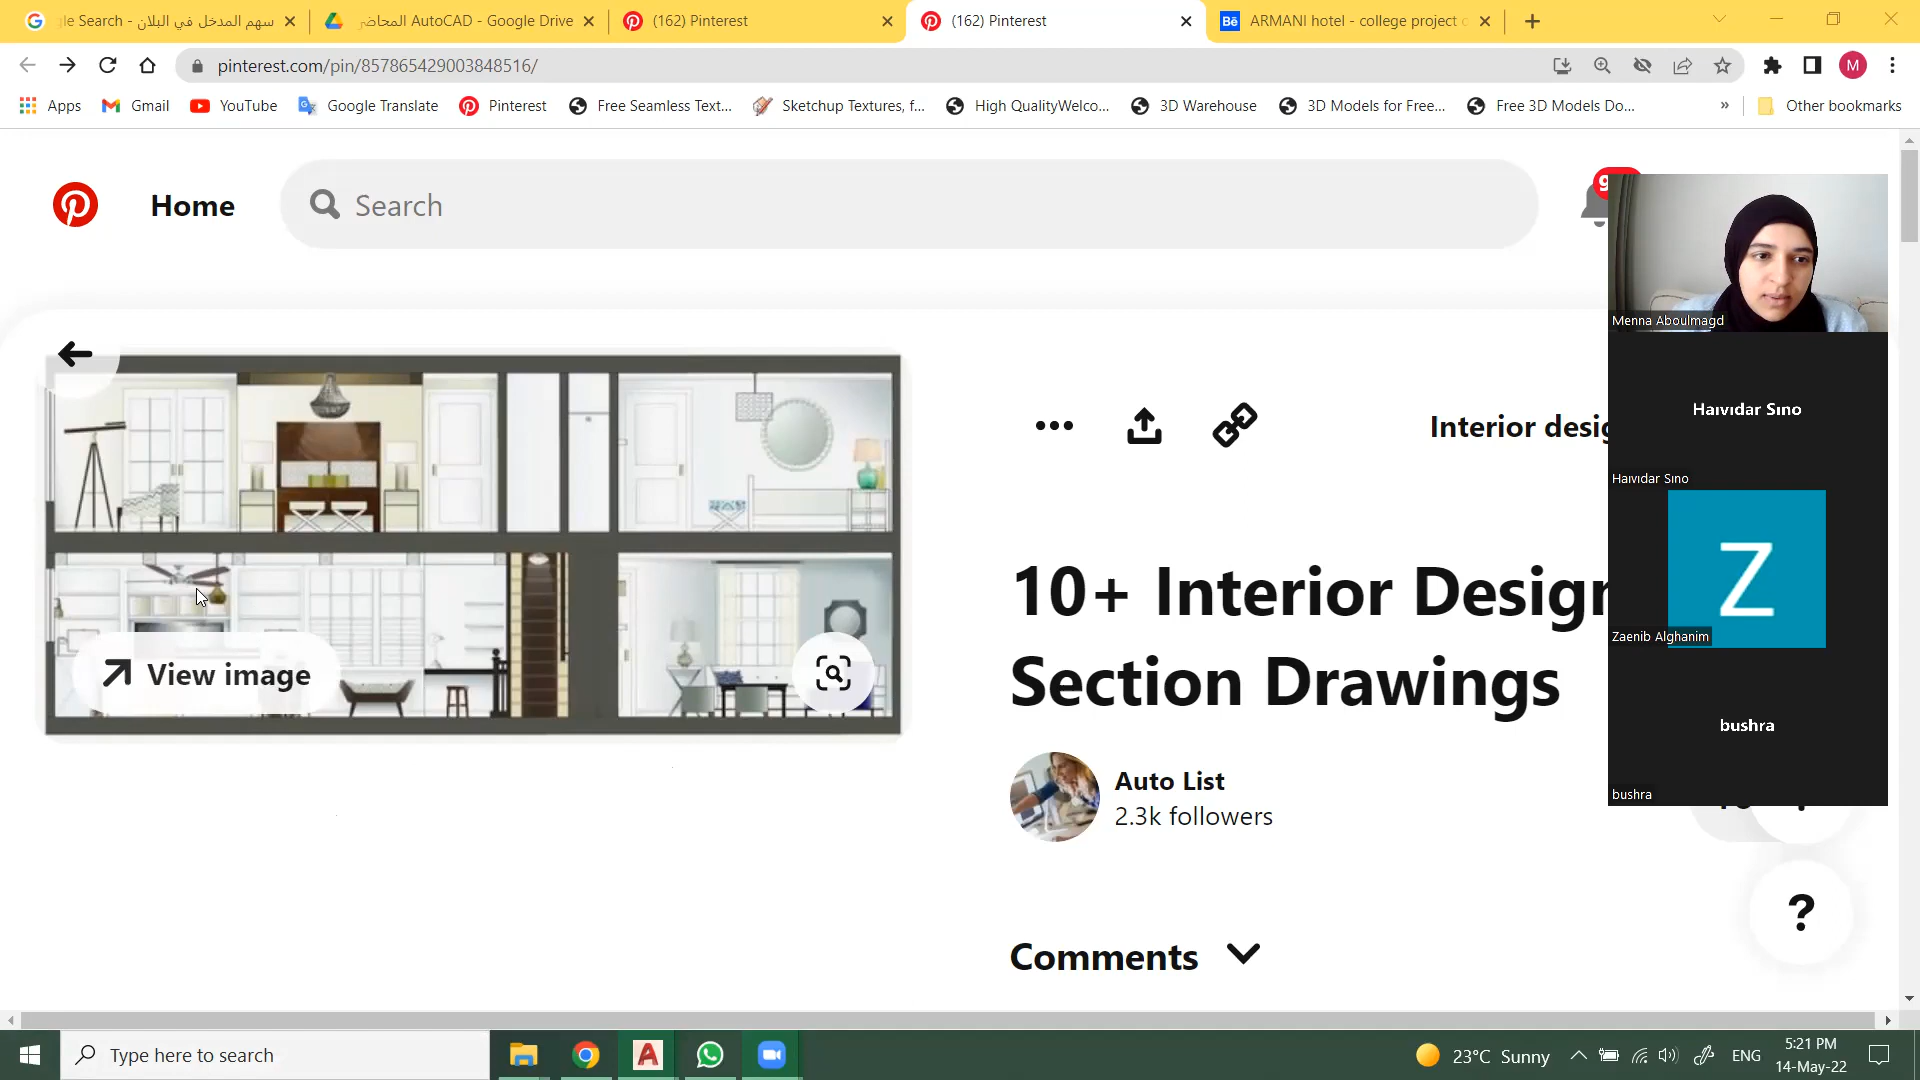 le Search - سهم المدخل في البلان
المحاضر AutoCAD - Google Drive
(162) Pinterest
(162) Pinterest
ARMANI hotel - college project
pinterest.com/pin/857865429003848516/
M
Apps
Gmail
YouTube
Google Translate
Pinterest
Free Seamless Text...
Sketchup Textures, f...
High QualityWelco...
3D Warehouse
3D Models for Free...
Free 3D Models Do...
»
Other bookmarks
Home
Search
Menna Aboulmagd
Haıvıdar Sıno
Haıvıdar Sıno
Z
Zaenib Alghanim
bushra
bushra
View image
Interior desig
10+ Interior Design
Section Drawings
Auto List
2.3k followers
Comments
?
Type here to search
23°C Sunny
ENG
5:21 PM
14-May-22